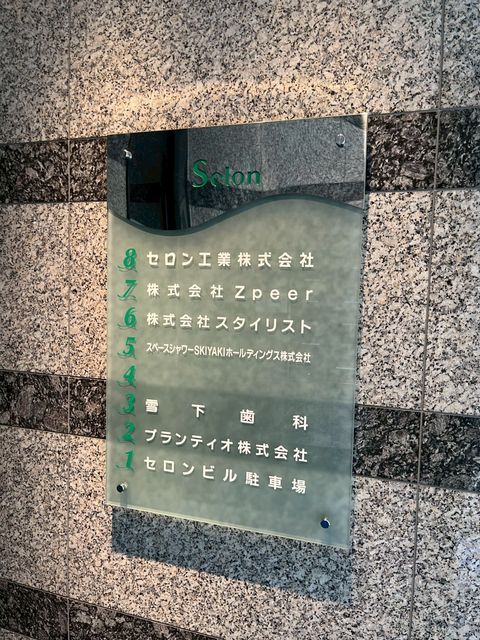 Selon
8 セロン工業株式会社
7 株式会社Zpeer
6 株式会社スタイリスト
5 スペースシャワーSKIYAKIホールディングス株式会社
4
3 雪下歯科
2 プランティオ株式会社
1 セロンビル駐車場